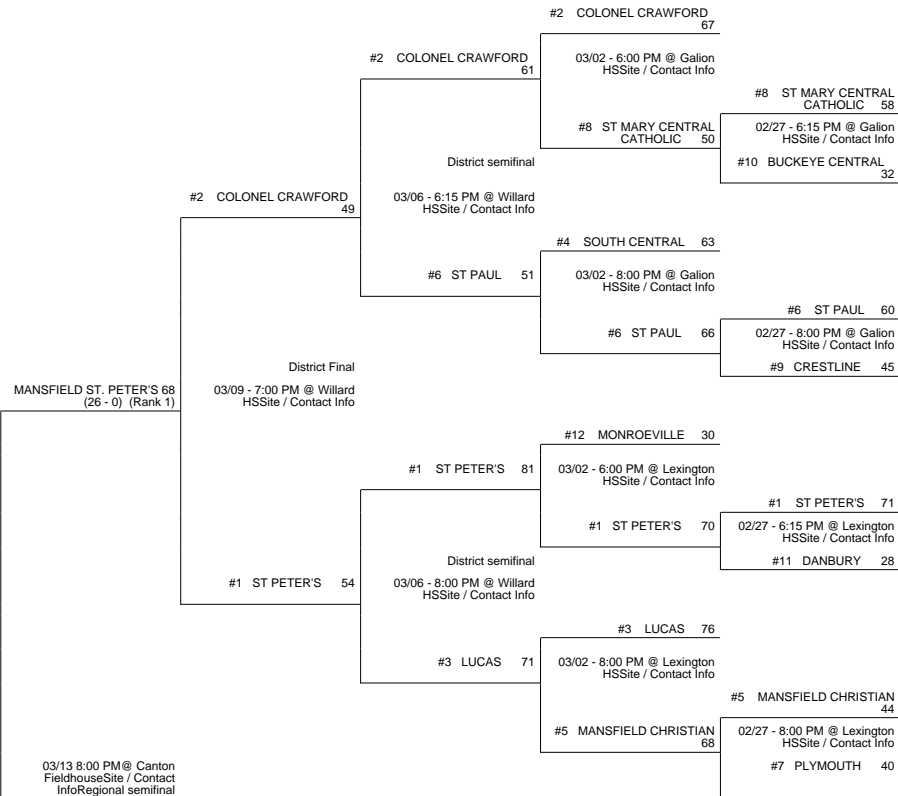 #2 COLONEL CRAWFORD
67
#2 COLONEL CRAWFORD
61
03/02 - 6:00 PM @ Galion
HSSite / Contact Info
#8 ST MARY CENTRAL
CATHOLIC 58
#8 ST MARY CENTRAL
CATHOLIC 50
02/27 - 6:15 PM @ Galion
HSSite / Contact Info
District semifinal
#10 BUCKEYE CENTRAL
32
#2 COLONEL CRAWFORD
49
03/06 - 6:15 PM @ Willard
HSSite / Contact Info
#4 SOUTH CENTRAL 63
#6 ST PAUL 51
03/02 - 8:00 PM @ Galion
HSSite / Contact Info
#6 ST PAUL 60
#6 ST PAUL 66
02/27 - 8:00 PM @ Galion
HSSite / Contact Info
District Final
#9 CRESTLINE 45
MANSFIELD ST. PETER'S 68
(26 - 0) (Rank 1)
03/09 - 7:00 PM @ Willard
HSSite / Contact Info
#12 MONROEVILLE 30
#1 ST PETER'S 81
03/02 - 6:00 PM @ Lexington
HSSite / Contact Info
#1 ST PETER'S 71
#1 ST PETER'S 70
02/27 - 6:15 PM @ Lexington
HSSite / Contact Info
District semifinal
#11 DANBURY 28
#1 ST PETER'S 54
03/06 - 8:00 PM @ Willard
HSSite / Contact Info
#3 LUCAS 76
#3 LUCAS 71
03/02 - 8:00 PM @ Lexington
HSSite / Contact Info
#5 MANSFIELD CHRISTIAN
44
#5 MANSFIELD CHRISTIAN
68
02/27 - 8:00 PM @ Lexington
HSSite / Contact Info
#7 PLYMOUTH 40
03/13 8:00 PM@ Canton
FieldhouseSite / Contact
InfoRegional semifinal